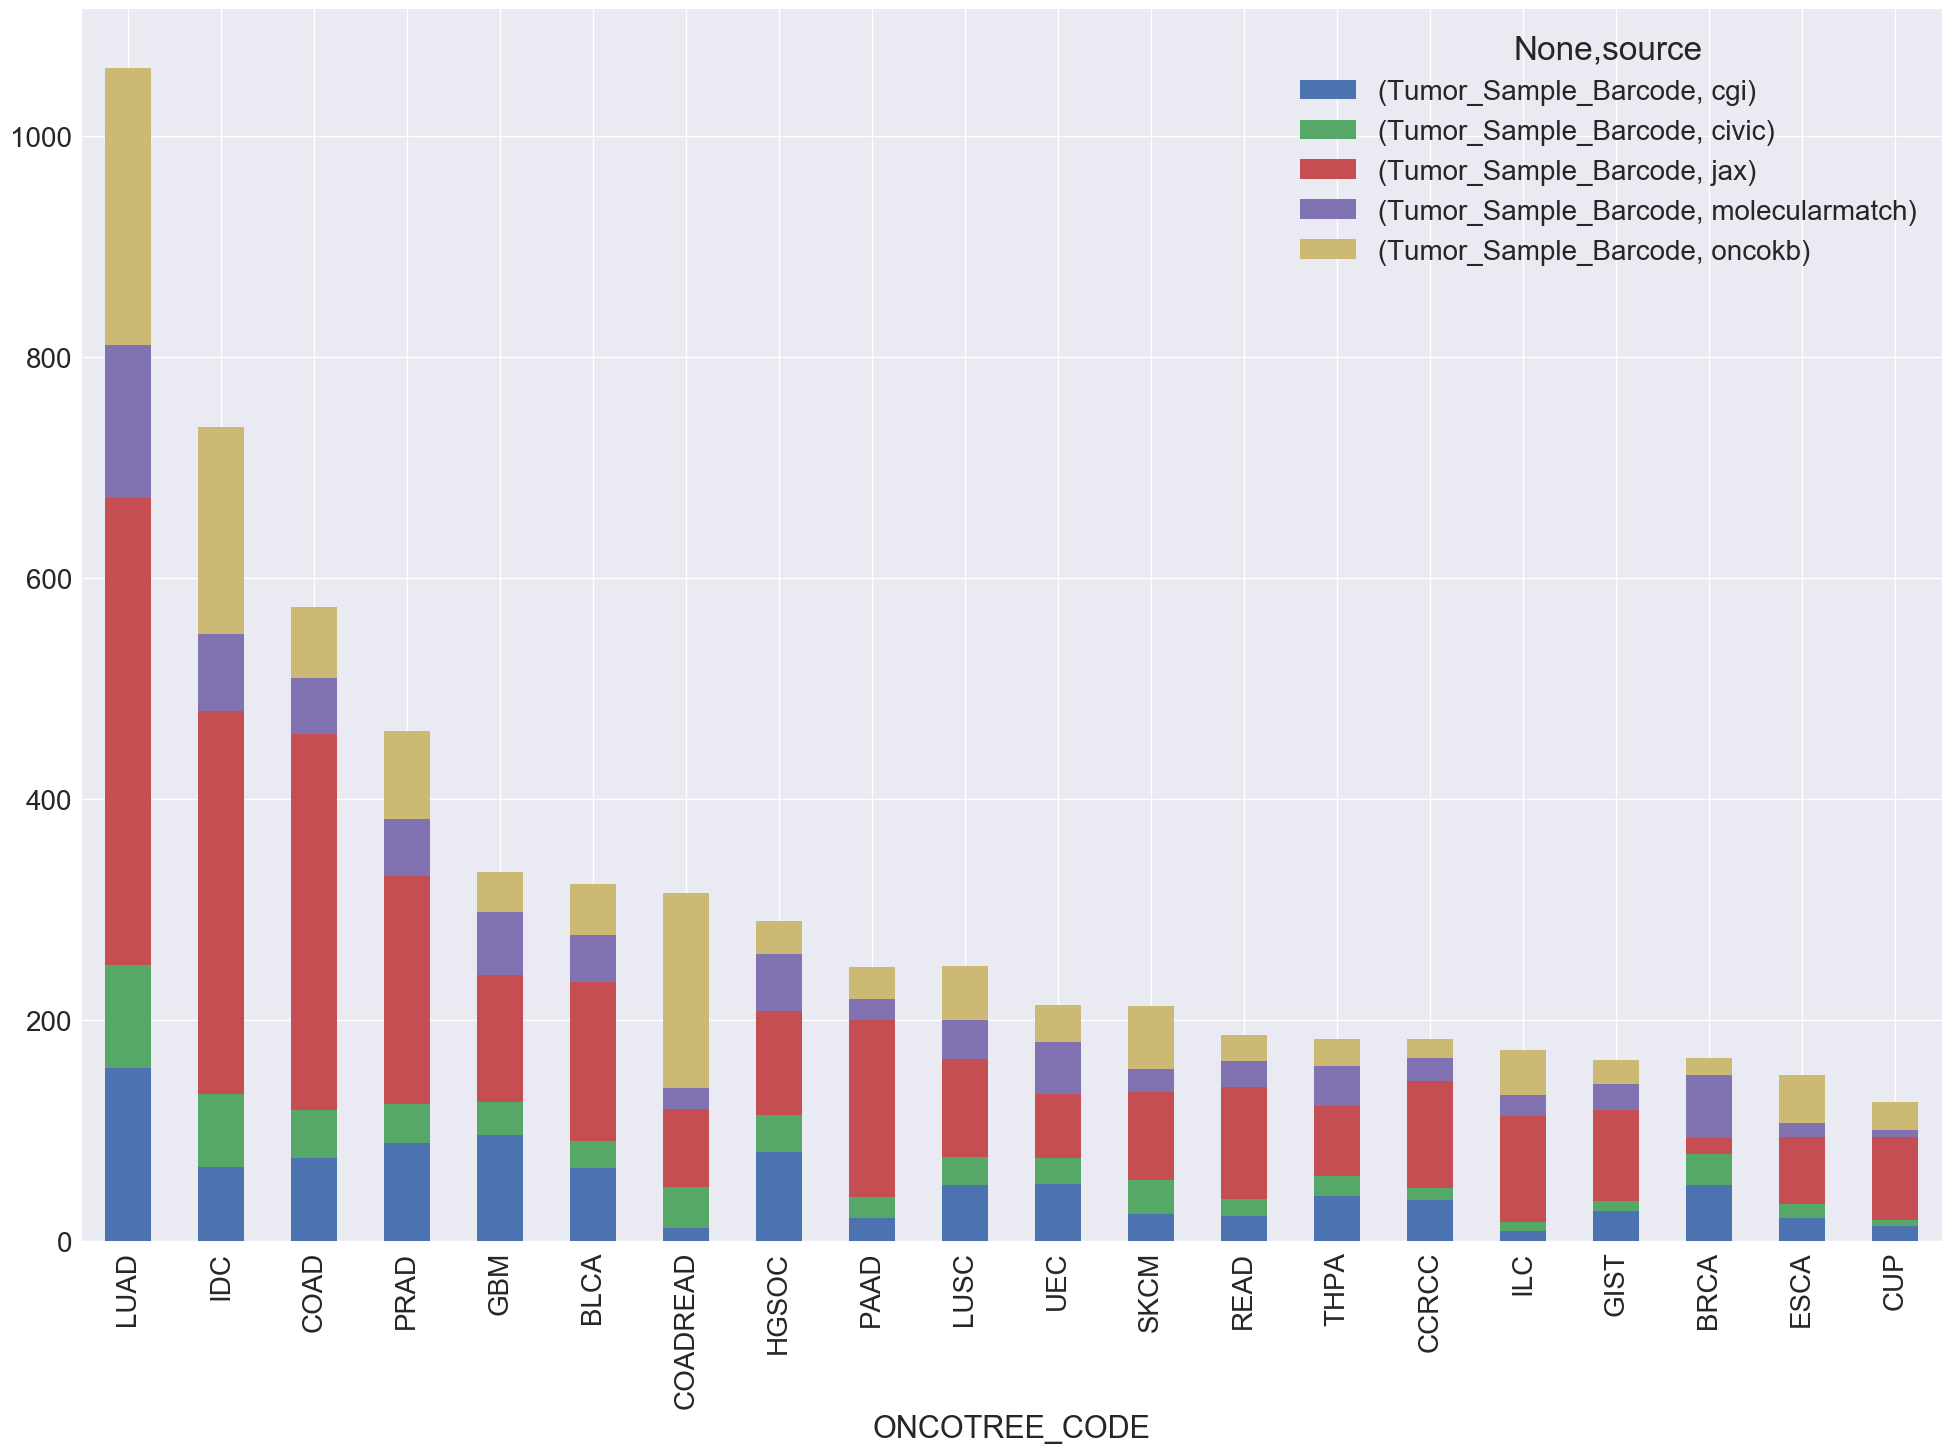 None,source
(Tumor_Sample_Barcode, cgi)
(Tumor_Sample_Barcode, civic)
(Tumor_Sample_Barcode, jax)
(Tumor_Sample_Barcode, molecularmatch)
(Tumor_Sample_Barcode, oncokb)
1000
800
600
400
200
0
LUAD
IDC
COAD
PRAD
GBM
BLCA
COADREAD
HGSOC
PAAD
LUSC
UEC
SKCM
READ
THPA
CCRCC
ILC
GIST
BRCA
ESCA
CUP
ONCOTREE_CODE